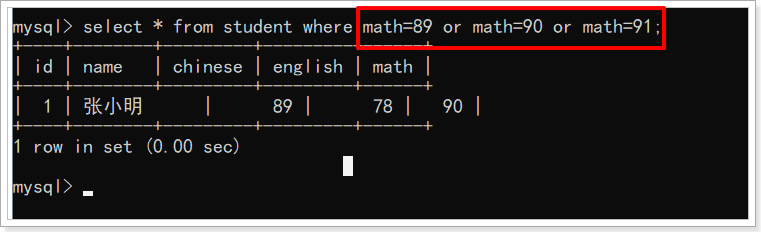 mysql> select * from student where math=89 or math=90 or math=91;
+----+--------+---------+---------+------+
| id | name | chinese | english | math |
+----+--------+---------+---------+------+
| 1 | 张小明 | 89 | 78 | 90 |
+----+--------+---------+---------+------+
1 row in set (0.00 sec)
mysql>